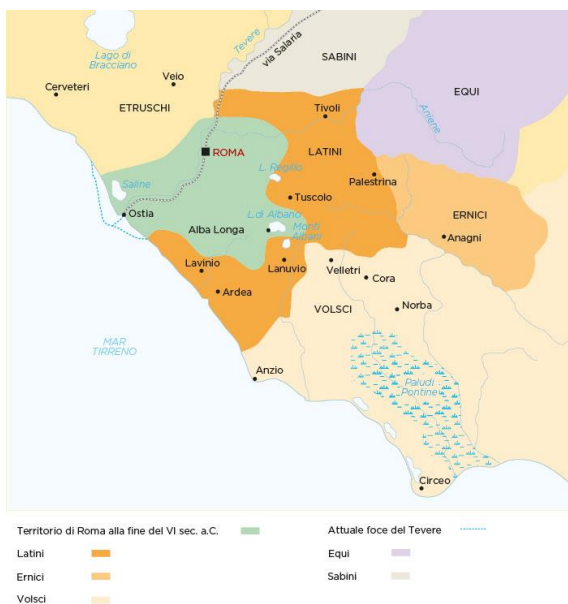 Lago di
Bracciano
Tevere
via Salaria
SABINI
Cerveteri
Veio
EQUI
ETRUSCHI
Tivoli
Aniene
ROMA
LATINI
L. Regillo
Palestrina
Saline
Tuscolo
Ostia
ERNICI
Alba Longa
L.di Albano
Monti
Albani
Anagni
Lavinio
Lanuvio
Velletri
Cora
Ardea
VOLSCI
Norba
MAR
TIRRENO
Anzio
Paludi
Pontine
Circeo
Territorio di Roma alla fine del VI sec. a.C.
Attuale foce del Tevere
Latini
Equi
Ernici
Sabini
Volsci